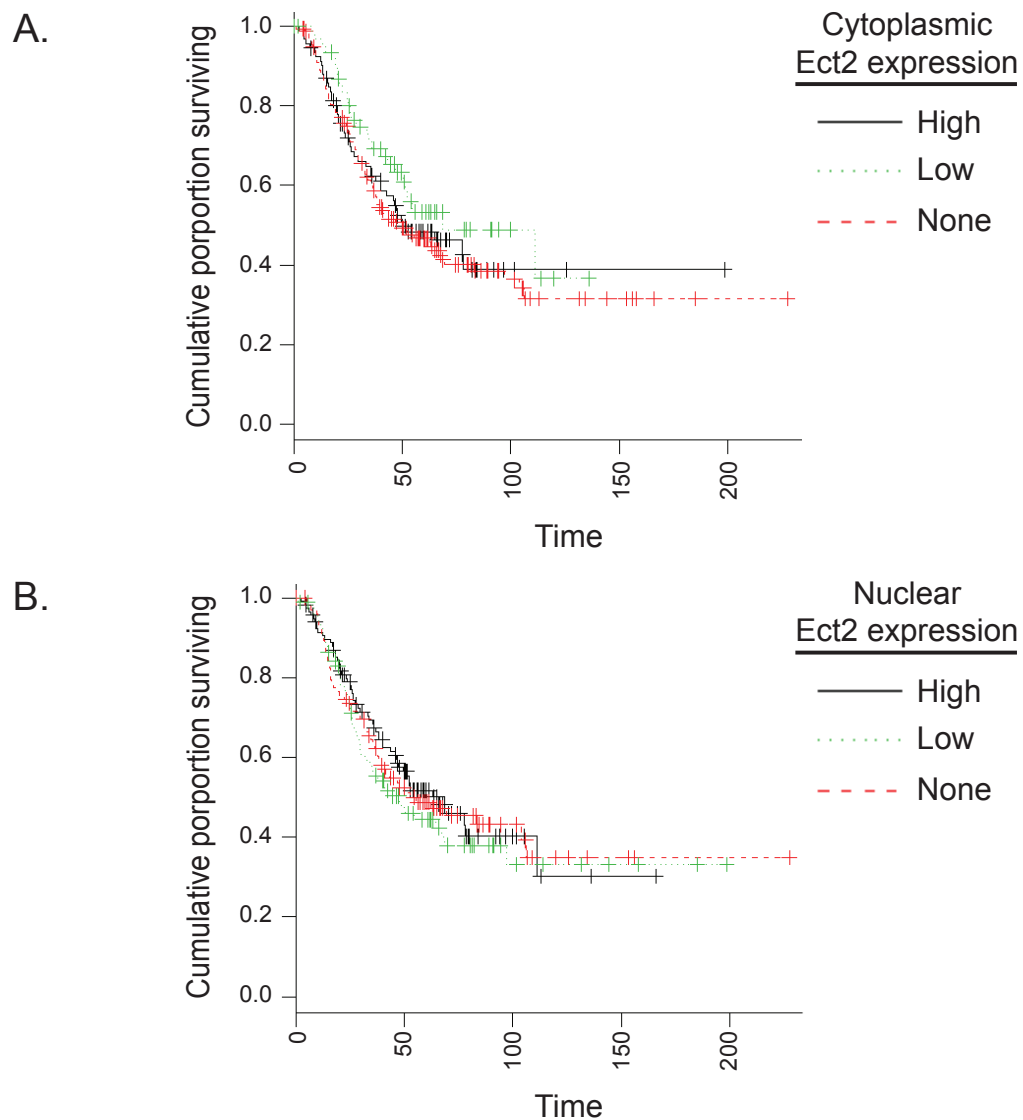 A.
Cumulative porportion surviving
1.0
0.8
0.6
0.4
0.2
0.0
0
50
100
150
200
Time
Cytoplasmic
Ect2 expression
High
Low
None
B.
Cumulative porportion surviving
1.0
0.8
0.6
0.4
0.2
0.0
0
50
100
150
200
Time
Nuclear
Ect2 expression
High
Low
None